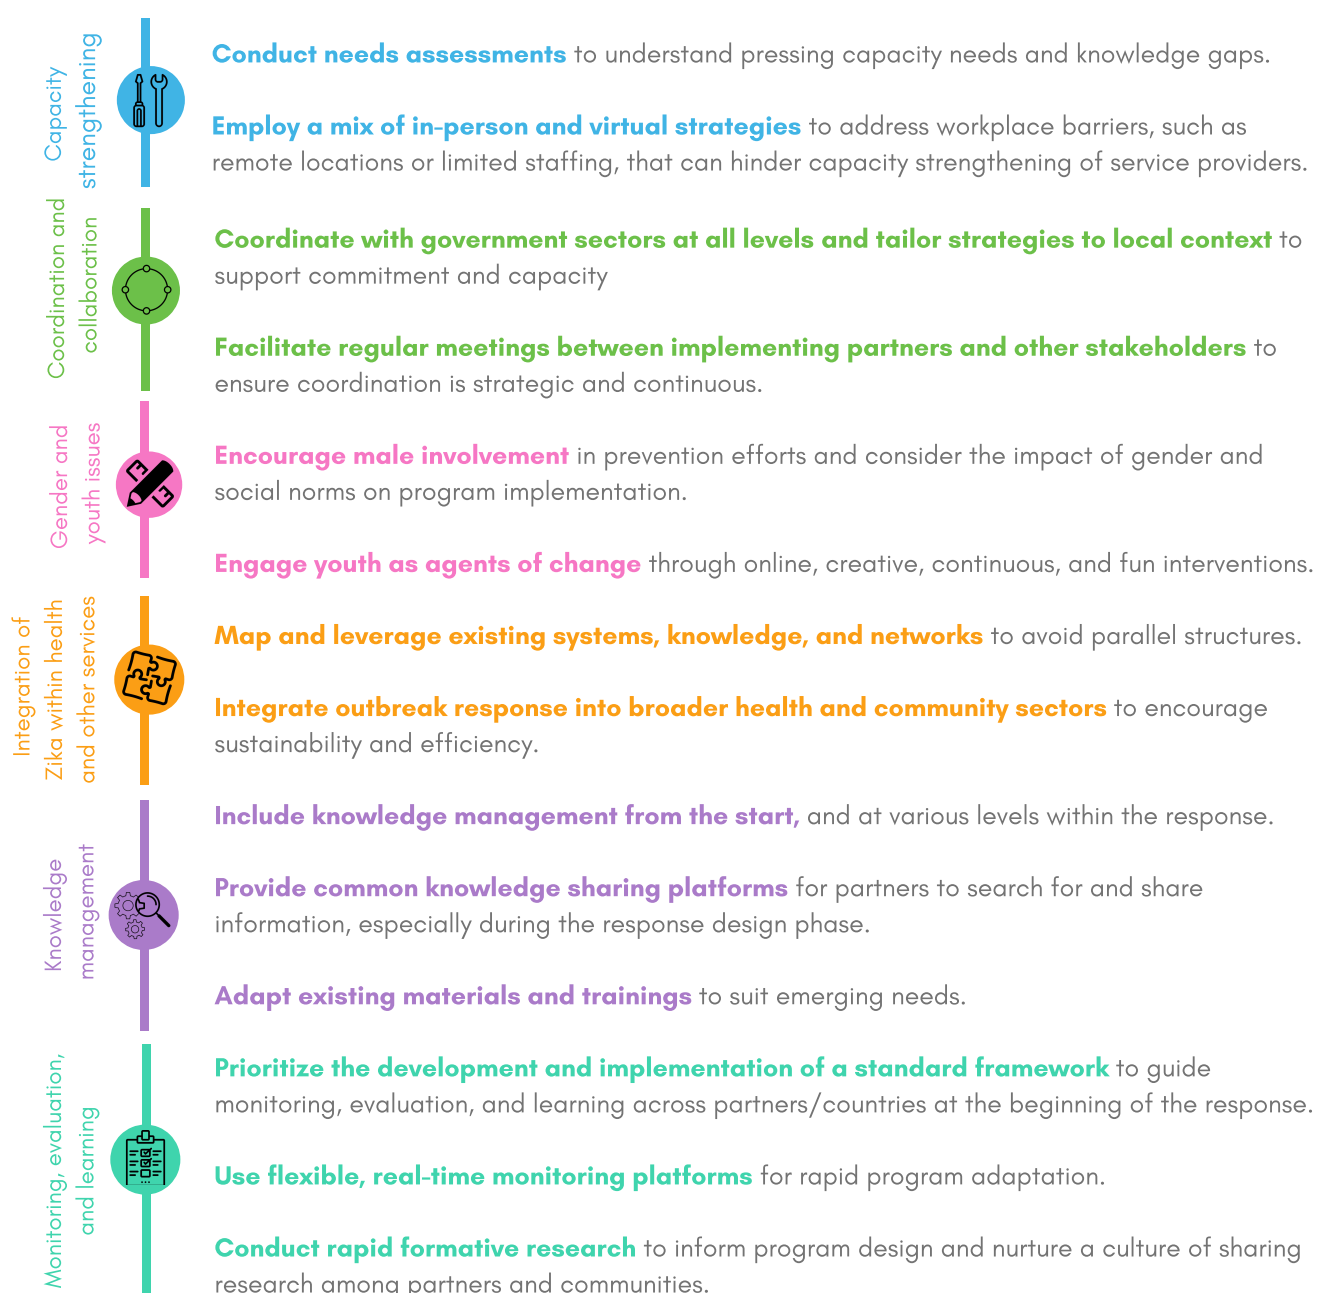 Capacity
strengthening
Conduct needs assessments to understand pressing capacity needs and knowledge gaps.
Employ a mix of in-person and virtual strategies to address workplace barriers, such as
remote locations or limited staffing, that can hinder capacity strengthening of service providers.
Coordination and
collaboration
Coordinate with government sectors at all levels and tailor strategies to local context to
support commitment and capacity
Facilitate regular meetings between implementing partners and other stakeholders to
ensure coordination is strategic and continuous.
Gender and
youth issues
Encourage male involvement in prevention efforts and consider the impact of gender and
social norms on program implementation.
Engage youth as agents of change through online, creative, continuous, and fun interventions.
Integration of
Zika within health
and other services
Map and leverage existing systems, knowledge, and networks to avoid parallel structures.
Integrate outbreak response into broader health and community sectors to encourage
sustainability and efficiency.
Knowledge
management
Include knowledge management from the start, and at various levels within the response.
Provide common knowledge sharing platforms for partners to search for and share
information, especially during the response design phase.
Adapt existing materials and trainings to suit emerging needs.
Monitoring, evaluation,
and learning
Prioritize the development and implementation of a standard framework to guide
monitoring, evaluation, and learning across partners/countries at the beginning of the response.
Use flexible, real-time monitoring platforms for rapid program adaptation.
Conduct rapid formative research to inform program design and nurture a culture of sharing
research among partners and communities.